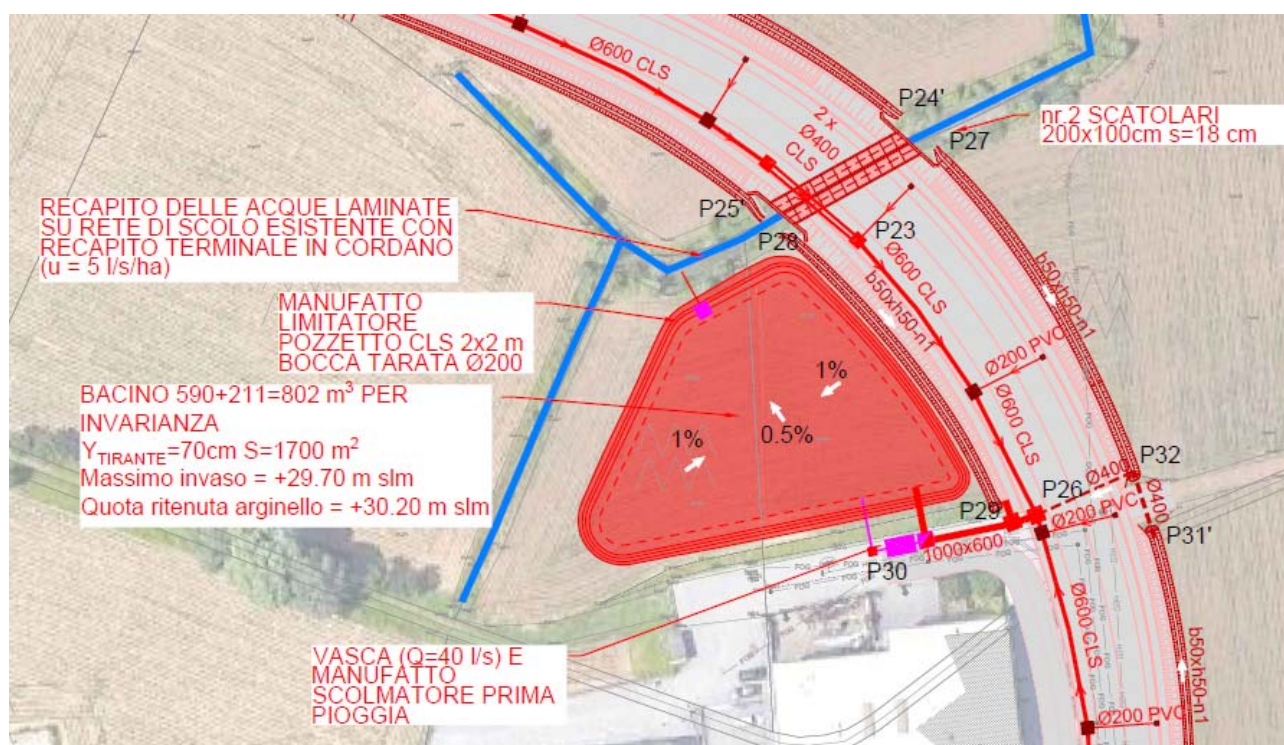 Ø600 CLS
2 x
Ø400
CLS
P24'
P27
nr.2 SCATOLARI
200x100cm s=18 cm
RECAPITO DELLE ACQUE LAMINATE
SU RETE DI SCOLO ESISTENTE CON
RECAPITO TERMINALE IN CORDANO
(u = 5 l/s/ha)
P25'
P28
P23
Ø600 CLS
b50xh50-n1
b50xh50-n1
MANUFATTO
LIMITATORE
POZZETTO CLS 2x2 m
BOCCA TARATA Ø200
Ø200 PVC
BACINO 590+211=802 m³ PER
INVARIANZA
Y_TIRANTE=70cm S=1700 m²
Massimo invaso = +29.70 m slm
Quota ritenuta arginello = +30.20 m slm
1%
1%
0.5%
Ø600 CLS
Ø400
P32
P26
P29
Ø200 PVC
Ø400
P31'
1000x600
P30
Ø600 CLS
b50xh50-n1
VASCA (Q=40 l/s) E
MANUFATTO
SCOLMATORE PRIMA
PIOGGIA
Ø200 PVC